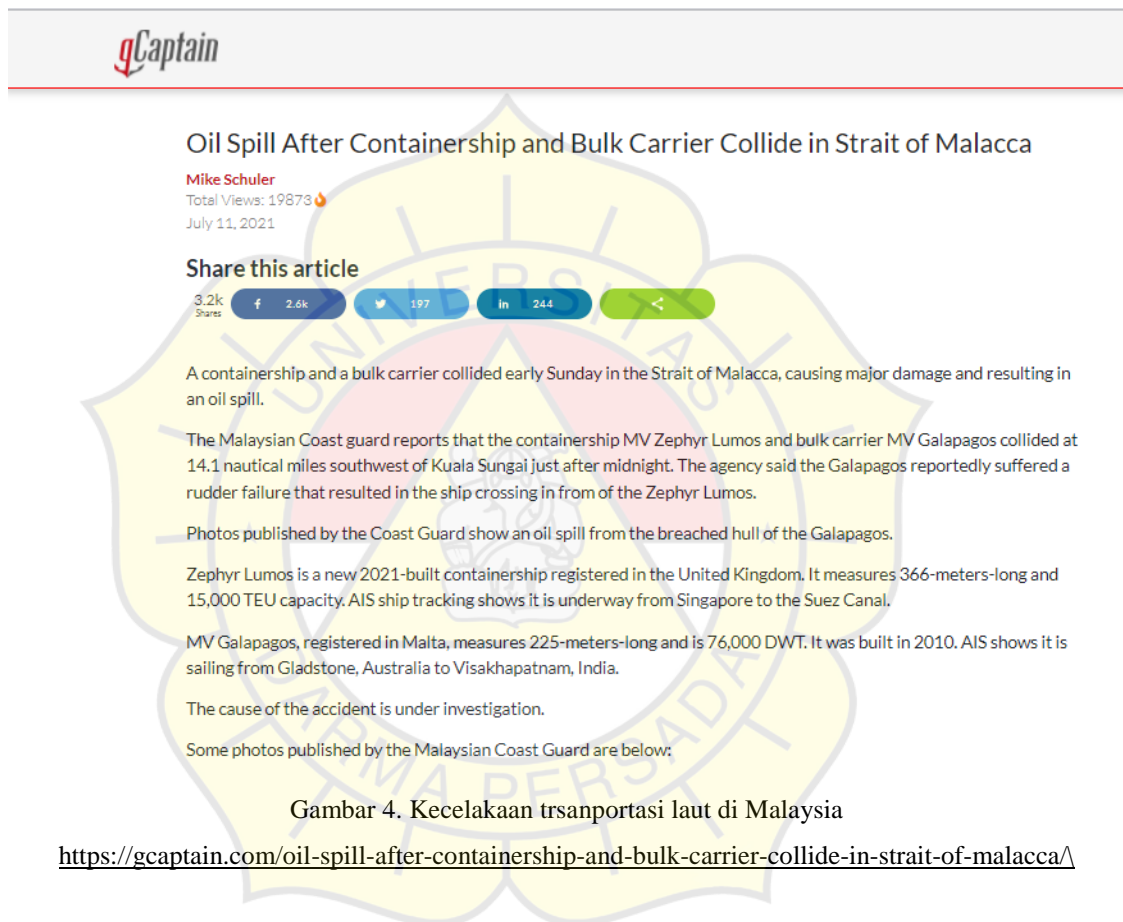 gCaptain
Oil Spill After Containership and Bulk Carrier Collide in Strait of Malacca
Mike Schuler
Total Views: 19873
July 11, 2021
Share this article
3.2k
Shares
2.6k
197
244
A containership and a bulk carrier collided early Sunday in the Strait of Malacca, causing major damage and resulting in
an oil spill.
The Malaysian Coast guard reports that the containership MV Zephyr Lumos and bulk carrier MV Galapagos collided at
14.1 nautical miles southwest of Kuala Sungai just after midnight. The agency said the Galapagos reportedly suffered a
rudder failure that resulted in the ship crossing in from of the Zephyr Lumos.
Photos published by the Coast Guard show an oil spill from the breached hull of the Galapagos.
Zephyr Lumos is a new 2021-built containership registered in the United Kingdom. It measures 366-meters-long and
15,000 TEU capacity. AIS ship tracking shows it is underway from Singapore to the Suez Canal.
MV Galapagos, registered in Malta, measures 225-meters-long and is 76,000 DWT. It was built in 2010. AIS shows it is
sailing from Gladstone, Australia to Visakhapatnam, India.
The cause of the accident is under investigation.
Some photos published by the Malaysian Coast Guard are below:
Gambar 4. Kecelakaan trsanportasi laut di Malaysia
https://gcaptain.com/oil-spill-after-containership-and-bulk-carrier-collide-in-strait-of-malacca/\
UNIVERSITAS
DARMA PERSADA